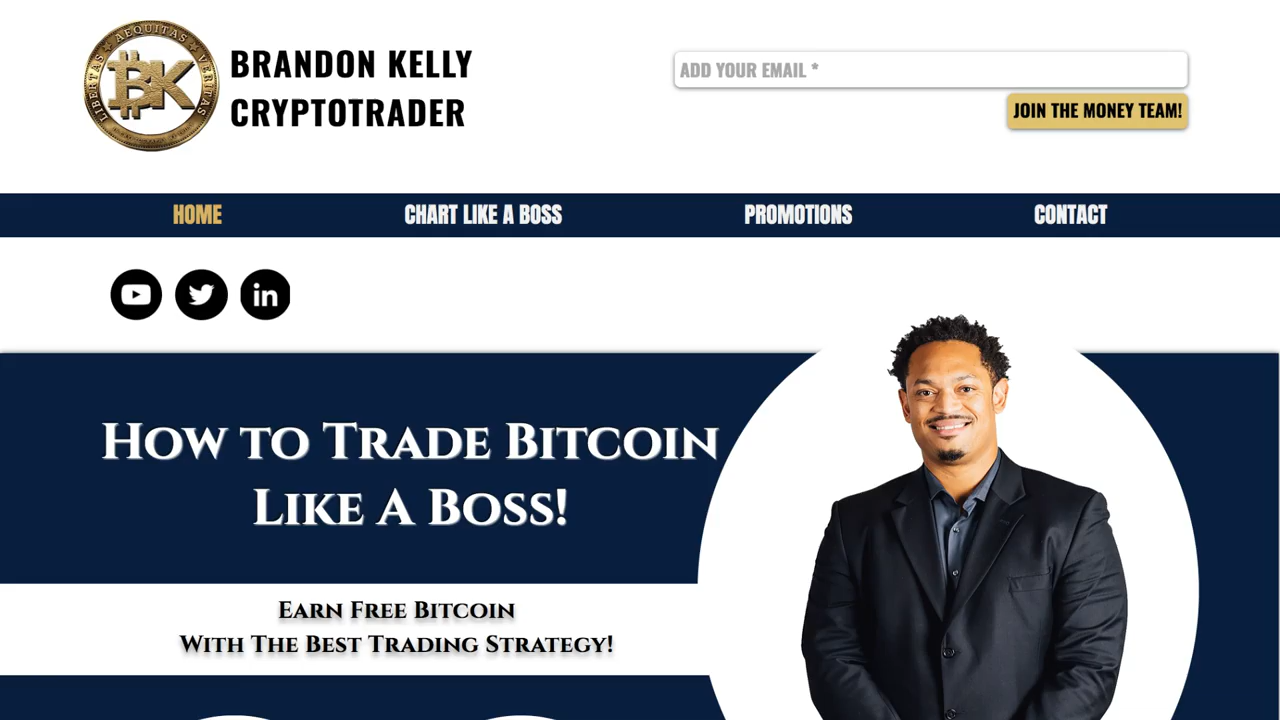 LIBERTAS AEQUITAS VERITAS
BK
BRANDON KELLY
CRYPTOTRADER
ADD YOUR EMAIL *
JOIN THE MONEY TEAM!
HOME
CHART LIKE A BOSS
PROMOTIONS
CONTACT
in
How to Trade Bitcoin
Like A Boss!
Earn Free Bitcoin
With The Best Trading Strategy!